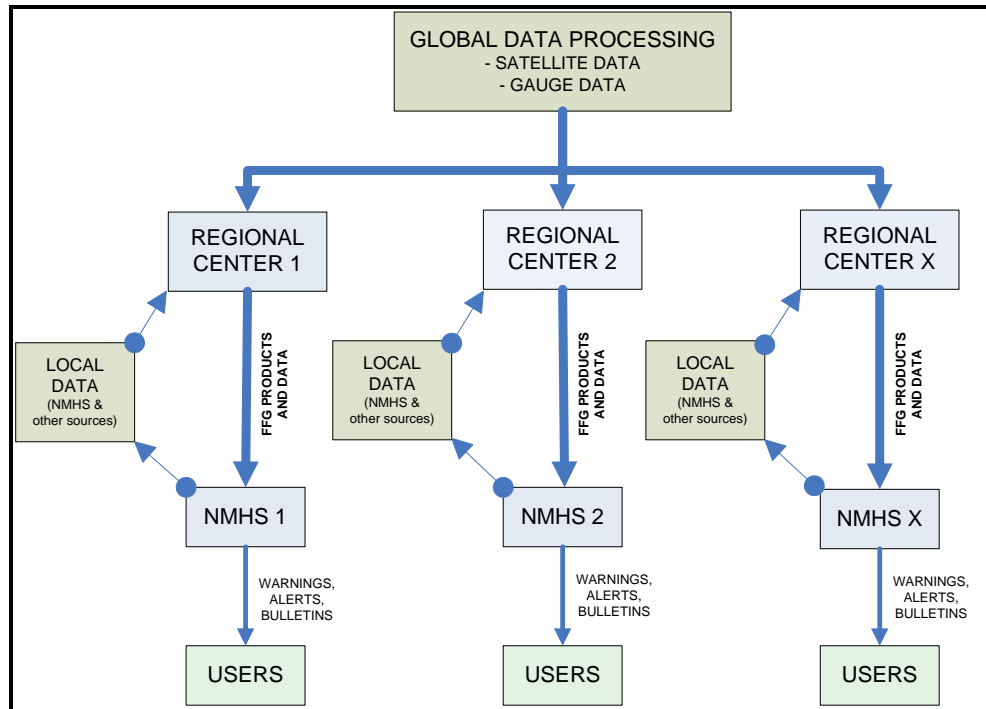 GLOBAL DATA PROCESSING
- SATELLITE DATA
- GAUGE DATA
REGIONAL
CENTER 1
REGIONAL
CENTER 2
REGIONAL
CENTER X
LOCAL
DATA
(NMHS &
other sources)
FFG PRODUCTS
AND DATA
LOCAL
DATA
(NMHS &
other sources)
FFG PRODUCTS
AND DATA
LOCAL
DATA
(NMHS &
other sources)
FFG PRODUCTS
AND DATA
NMHS 1
NMHS 2
NMHS X
WARNINGS,
ALERTS,
BULLETINS
WARNINGS,
ALERTS,
BULLETINS
WARNINGS,
ALERTS,
BULLETINS
USERS
USERS
USERS